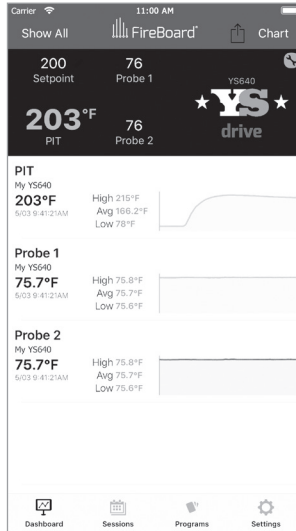 Carrier 11:00 AM
Show All FireBoard Chart
200 76
Setpoint Probe 1
YS640
203°F
PIT
76
Probe 2
YS
drive
PIT
My YS640
203°F
5/03 9:41:21AM
High 215°F
Avg 166.2°F
Low 78°F
Probe 1
My YS640
75.7°F
5/03 9:41:21AM
High 75.8°F
Avg 75.7°F
Low 75.6°F
Probe 2
My YS640
75.7°F
5/03 9:41:21AM
High 75.8°F
Avg 75.7°F
Low 75.6°F
Dashboard Sessions Programs Settings